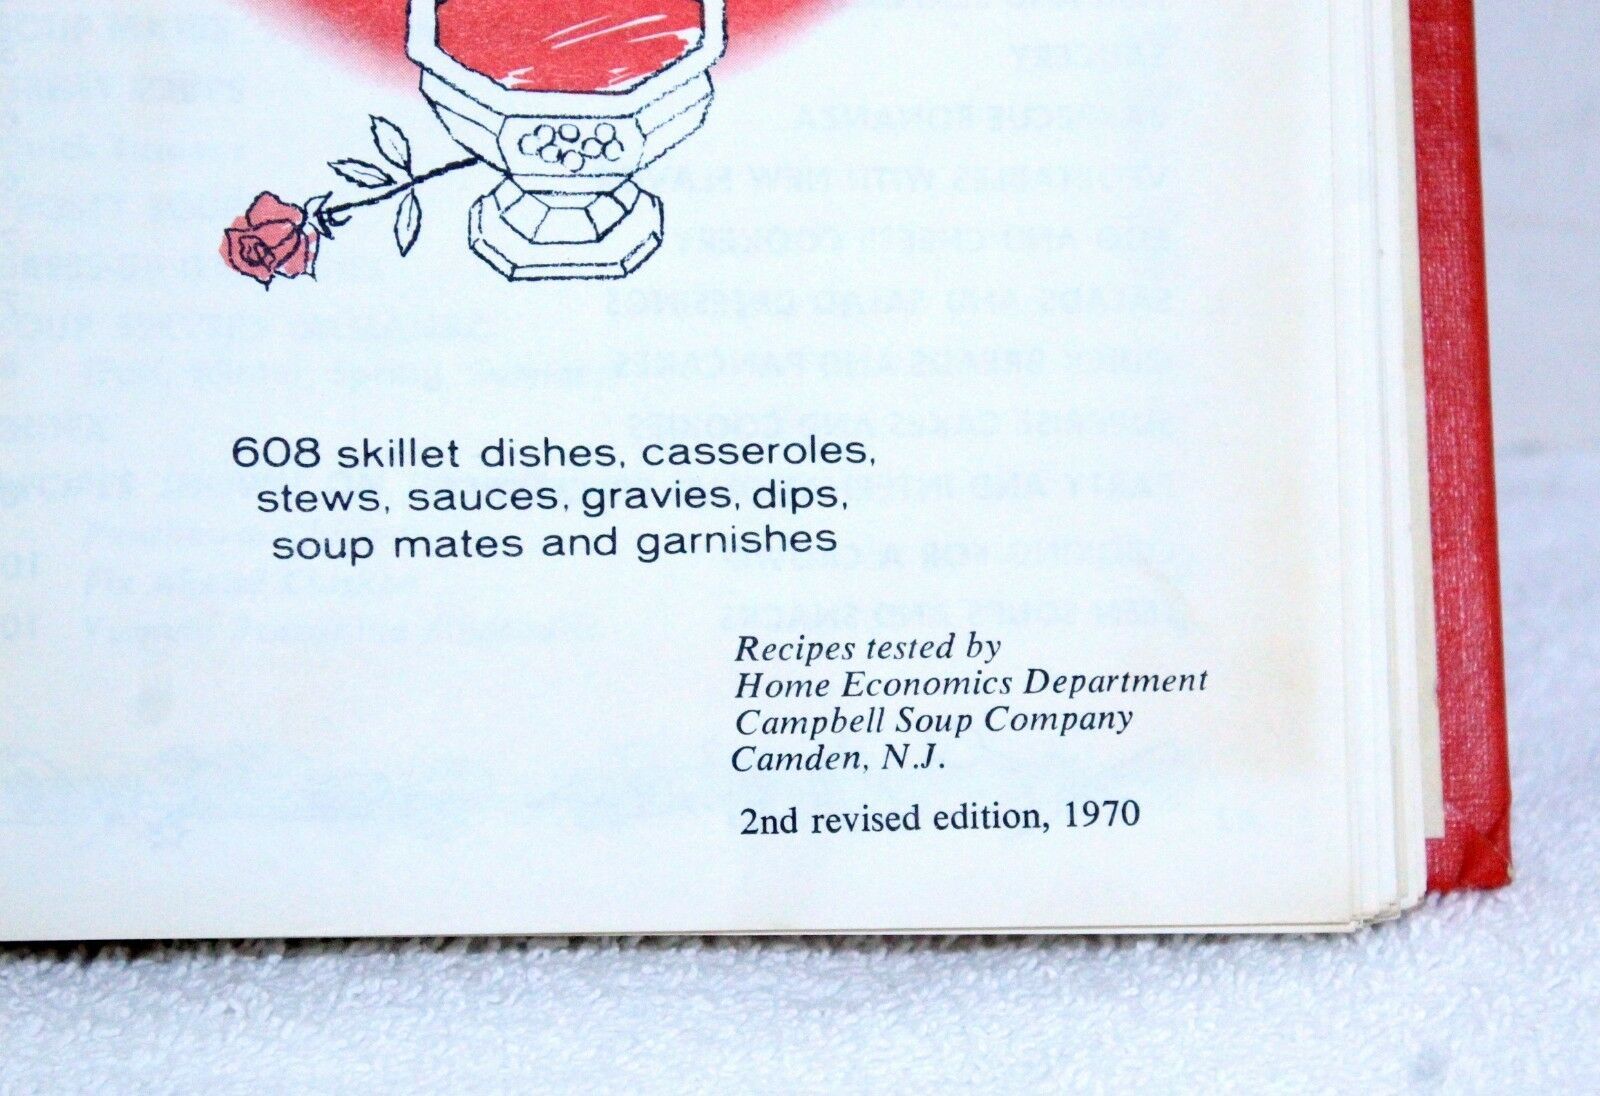 608 skillet dishes, casseroles,
stews, sauces, gravies, dips,
soup mates and garnishes
Recipes tested by
Home Economics Department
Campbell Soup Company
Camden, N.J.
2nd revised edition, 1970